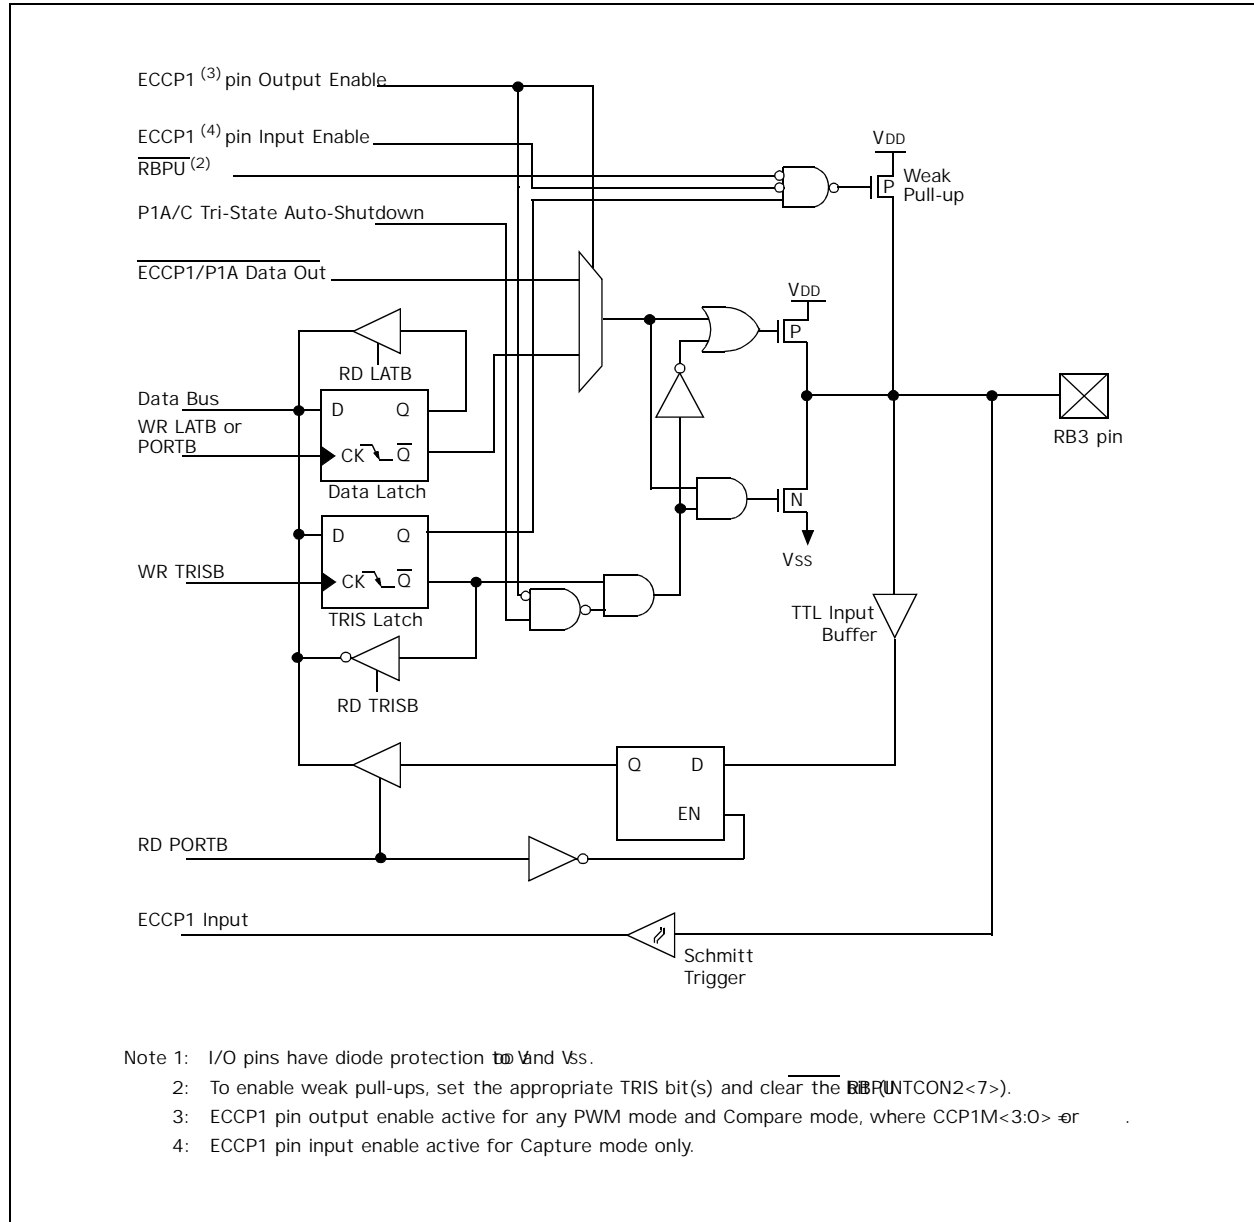 ECCP1 (3) pin Output Enable
ECCP1 (4) pin Input Enable
RBPU (2)
P1A/C Tri-State Auto-Shutdown
ECCP1/P1A Data Out
VDD
P
Weak
Pull-up
VDD
P
RD LATB
Data Bus
WR LATB or
PORTB
D Q
CK Q
Data Latch
RB3 pin
N
VSS
D Q
WR TRISB
CK Q
TRIS Latch
TTL Input
Buffer
RD TRISB
Q D
EN
RD PORTB
ECCP1 Input
Schmitt
Trigger
Note 1: I/O pins have diode protection to VDD and VSS.
2: To enable weak pull-ups, set the appropriate TRIS bit(s) and clear the RBPU bit (INTCON2<7>).
3: ECCP1 pin output enable active for any PWM mode and Compare mode, where CCP1M<3:0> = or .
4: ECCP1 pin input enable active for Capture mode only.